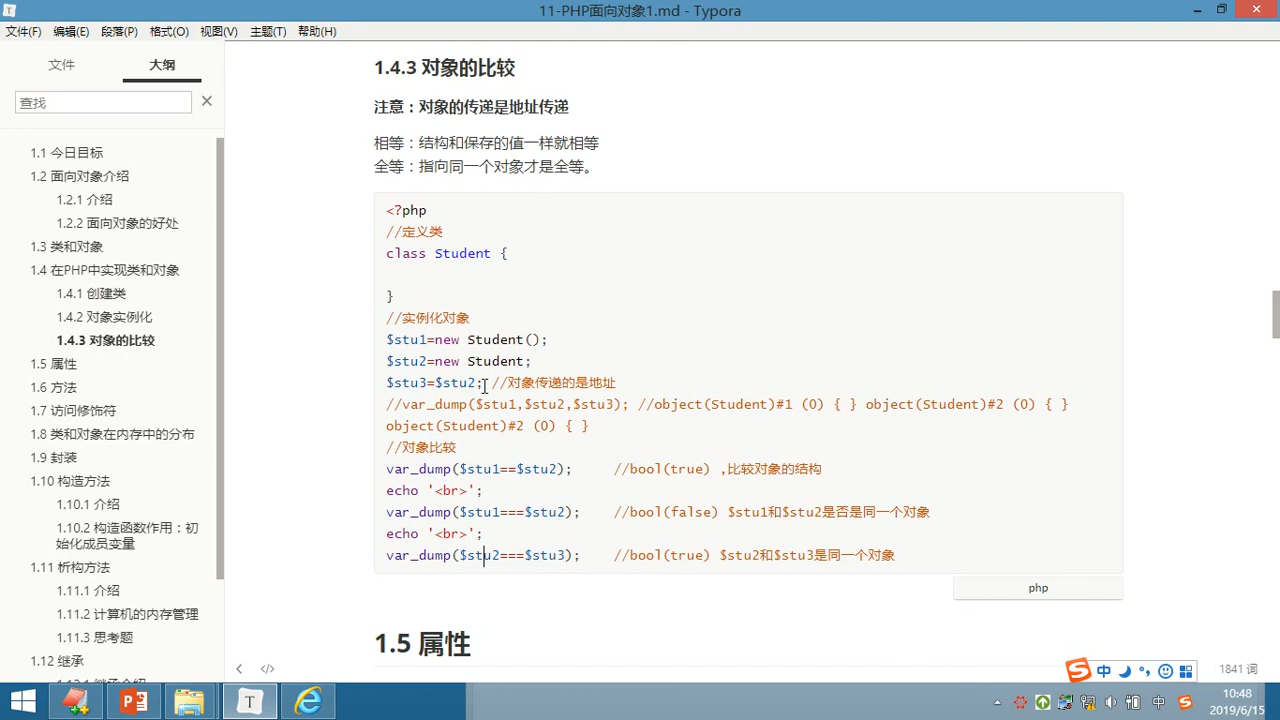 11-PHP面向对象1.md - Typora
文件(F) 编辑(E) 段落(P) 格式(O) 视图(V) 主题(T) 帮助(H)
文件 大纲
查找
1.1 今日目标
1.2 面向对象介绍
1.2.1 介绍
1.2.2 面向对象的好处
1.3 类和对象
1.4 在PHP中实现类和对象
1.4.1 创建类
1.4.2 对象实例化
1.4.3 对象的比较
1.5 属性
1.6 方法
1.7 访问修饰符
1.8 类和对象在内存中的分布
1.9 封装
1.10 构造方法
1.10.1 介绍
1.10.2 构造函数作用：初
始化成员变量
1.11 析构方法
1.11.1 介绍
1.11.2 计算机的内存管理
1.11.3 思考题
1.12 继承
1.4.3 对象的比较
注意：对象的传递是地址传递
相等：结构和保存的值一样就相等
全等：指向同一个对象才是全等。
<?php
//定义类
class Student {
}
//实例化对象
$stu1=new Student();
$stu2=new Student;
$stu3=$stu2; //对象传递的是地址
//var_dump($stu1,$stu2,$stu3); //object(Student)#1 (0) { } object(Student)#2 (0) { }
object(Student)#2 (0) { }
//对象比较
var_dump($stu1==$stu2); //bool(true) ,比较对象的结构
echo '<br>';
var_dump($stu1===$stu2); //bool(false) $stu1和$stu2是否是同一个对象
echo '<br>';
var_dump($stu2===$stu3); //bool(true) $stu2和$stu3是同一个对象
php
1.5 属性
中
1841 词
中
10:48
2019/6/15